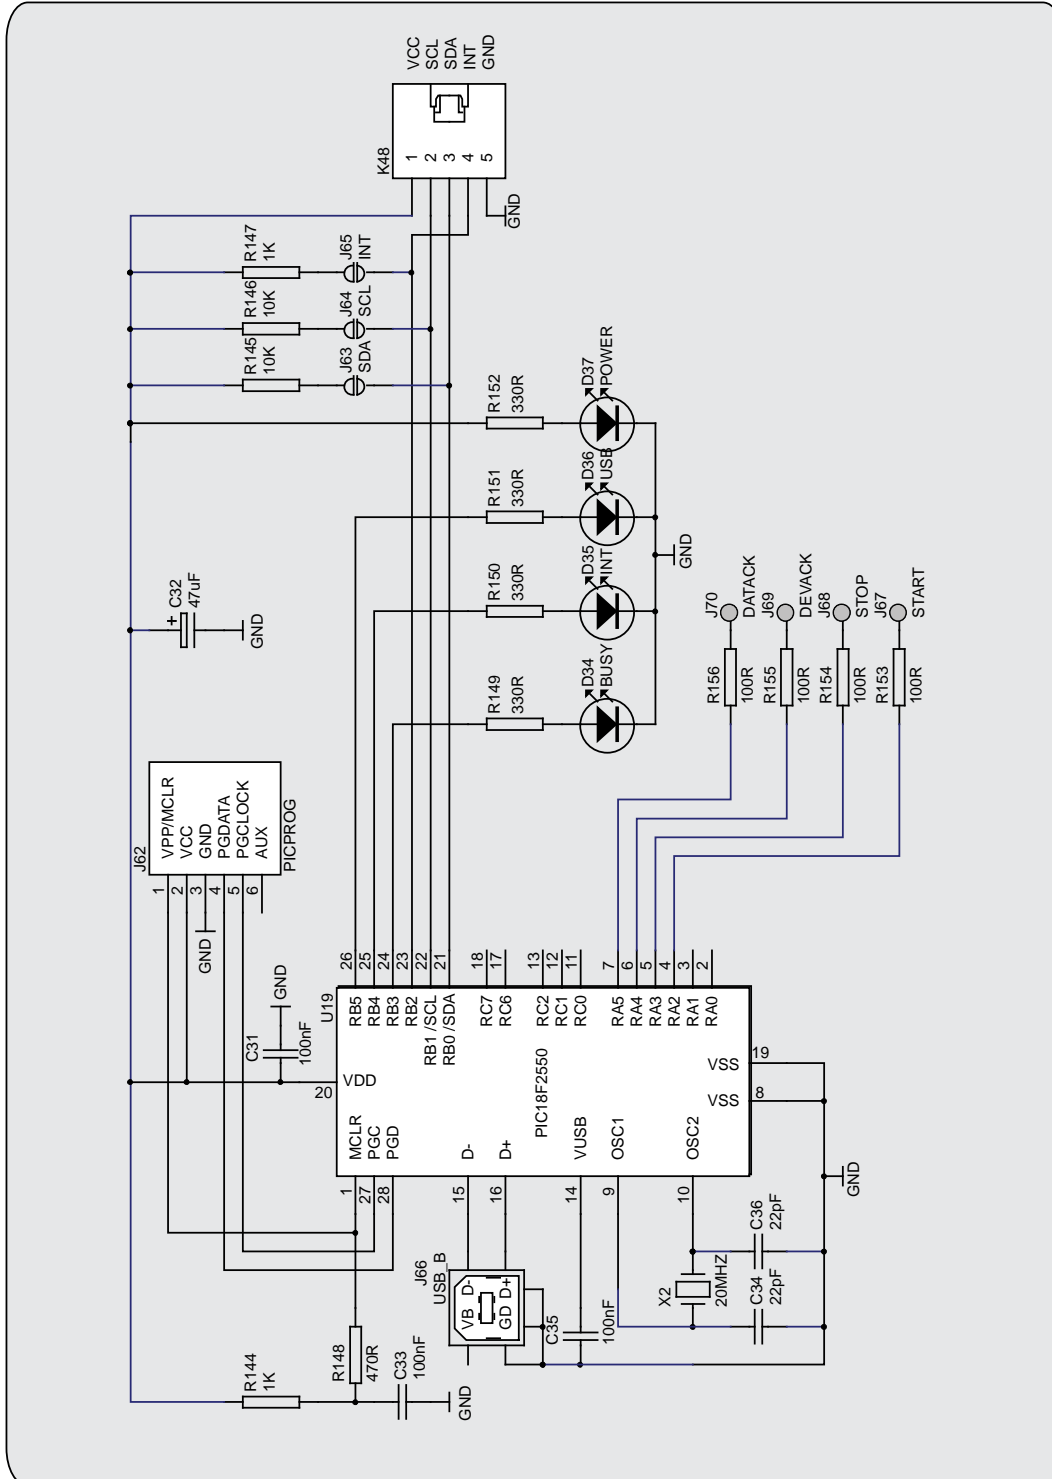 VCC
SCL
SDA
INT
GND
K48
1
2
3
4
5
GND
R147
1K
R146
10K
R145
10K
J65
INT
J64
SCL
J63
SDA
R152
330R
R151
330R
R150
330R
R149
330R
D37
POWER
D36
USB
D35
INT
D34
BUSY
GND
C32
47uF
+
GND
J62
VPP/MCLR
VCC
GND
PGDATA
PGCLOCK
AUX
PICPROG
1
2
3
4
5
6
GND
J70
DATACK
J69
DEVACK
J68
STOP
J67
START
R156
100R
R155
100R
R154
100R
R153
100R
C31
100nF
GND
U19
26
25
24
23
22
21
18
17
13
12
11
7
6
5
4
3
2
RB5
RB4
RB3
RB2
RB1 /SCL
RB0 /SDA
RC7
RC6
RC2
RC1
RC0
RA5
RA4
RA3
RA2
RA1
RA0
20
VDD
PIC18F2550
VSS
19
VSS
8
MCLR
PGC
PGD
D-
D+
VUSB
OSC1
OSC2
1
27
28
15
16
14
9
10
GND
J66
USB_B
VB
D-
GD
D+
C35
100nF
X2
20MHZ
C36
22pF
C34
22pF
R148
470R
R144
1K
C33
100nF
GND